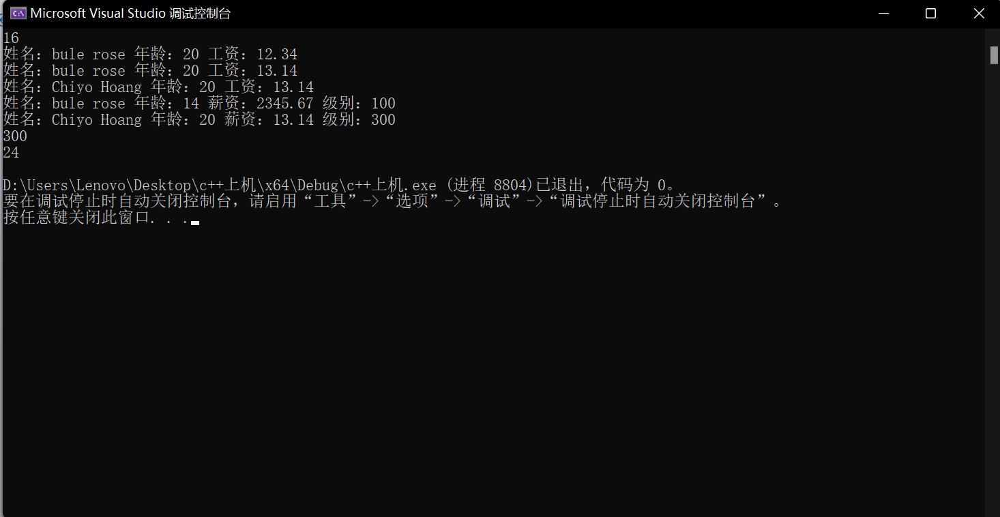 Microsoft Visual Studio 调试控制台
16
姓名：bule rose 年龄：20 工资：12.34
姓名：bule rose 年龄：20 工资：13.14
姓名：Chiyo Hoang 年龄：20 工资：13.14
姓名：bule rose 年龄：14 薪资：2345.67 级别：100
姓名：Chiyo Hoang 年龄：20 薪资：13.14 级别：300
300
24
D:\Users\Lenovo\Desktop\c++上机\x64\Debug\c++上机.exe (进程 8804)已退出，代码为 0。
要在调试停止时自动关闭控制台，请启用“工具”->“选项”->“调试”->“调试停止时自动关闭控制台”。
按任意键关闭此窗口. . .